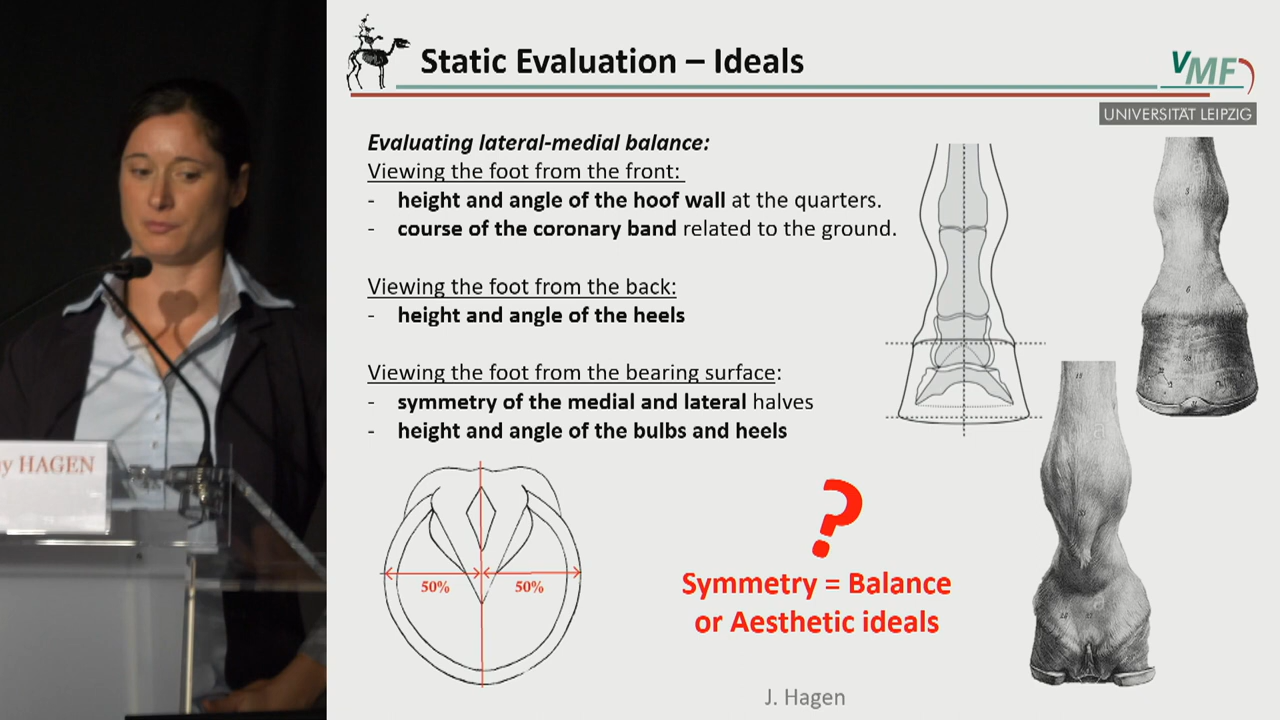 Static Evaluation – Ideals
VMF
UNIVERSITÄT LEIPZIG
Evaluating lateral-medial balance:
Viewing the foot from the front:
- height and angle of the hoof wall at the quarters.
- course of the coronary band related to the ground.
Viewing the foot from the back:
- height and angle of the heels
Viewing the foot from the bearing surface:
- symmetry of the medial and lateral halves
- height and angle of the bulbs and heels
50% 50%
?
Symmetry = Balance
or Aesthetic ideals
J. Hagen
y HAGEN